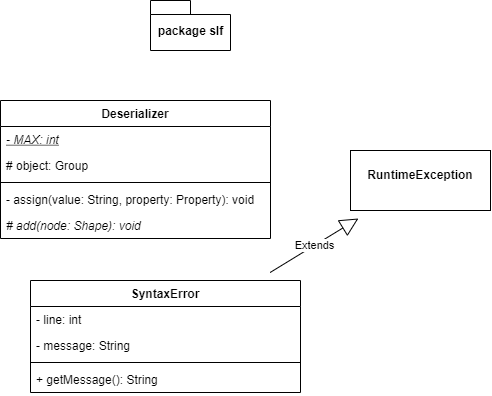 package slf
Deserializer
- MAX: int
# object: Group
- assign(value: String, property: Property): void
# add(node: Shape): void
RuntimeException
Extends
SyntaxError
- line: int
- message: String
+ getMessage(): String